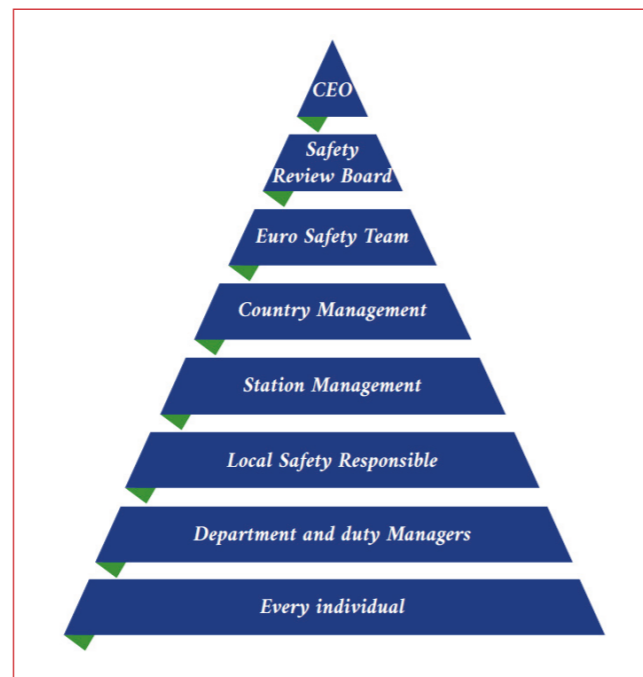 CEO
Safety
Review Board
Euro Safety Team
Country Management
Station Management
Local Safety Responsible
Department and duty Managers
Every individual